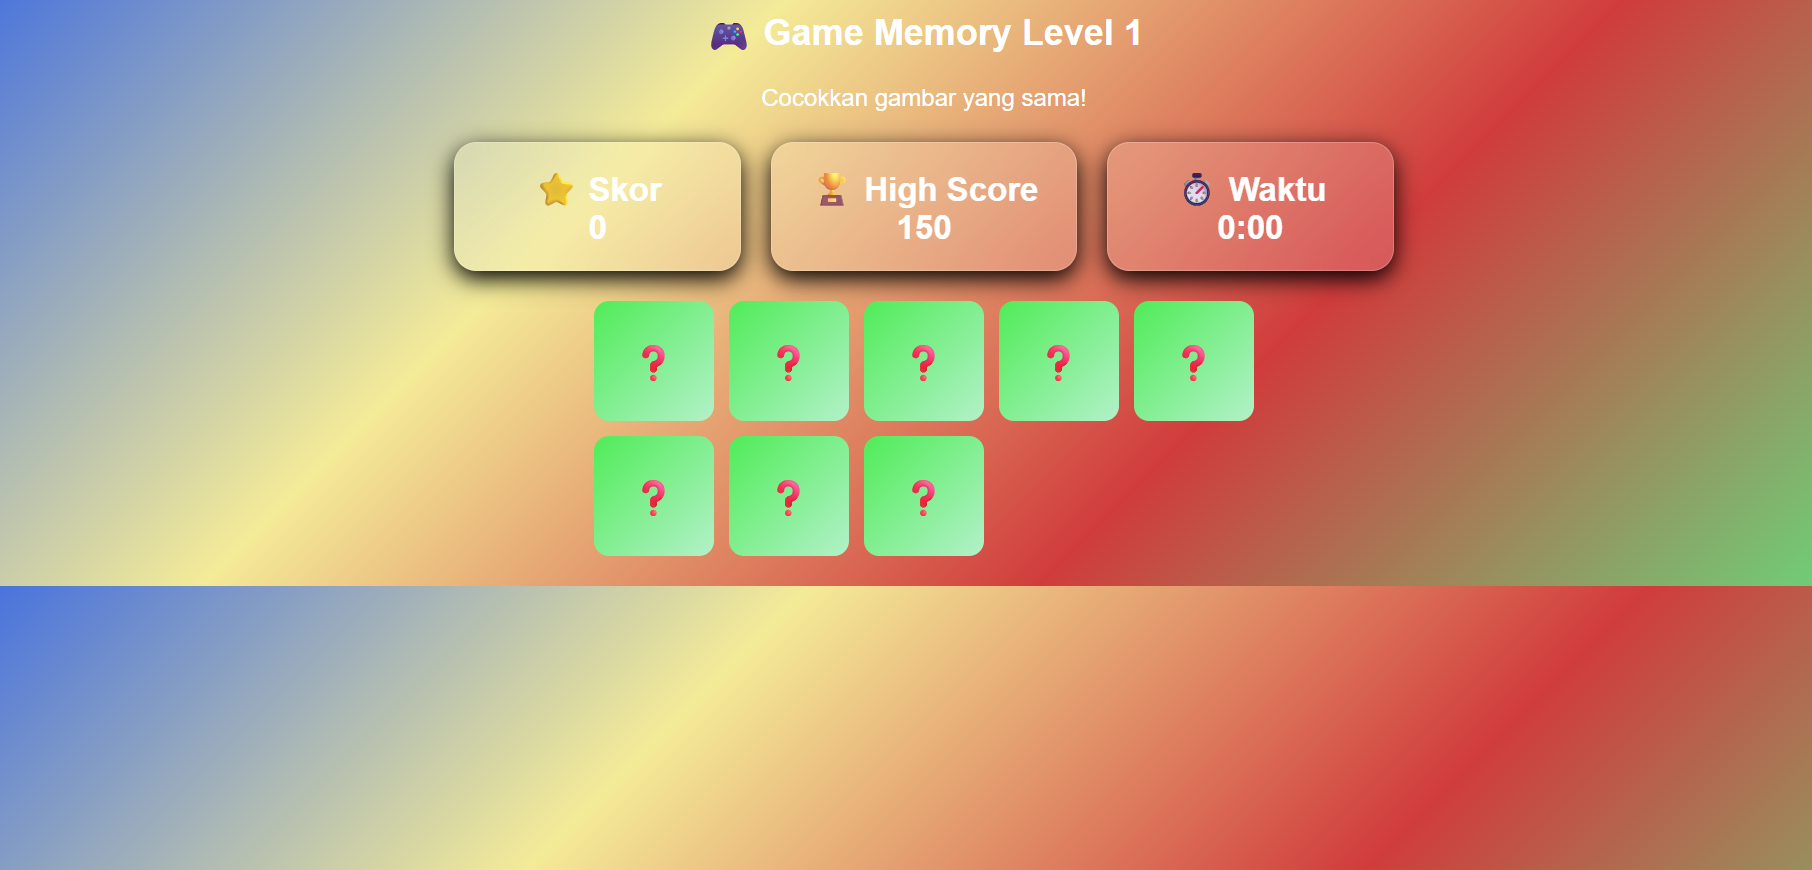 🎮 Game Memory Level 1
Cocokkan gambar yang sama!
⭐ Skor
0
🏆 High Score
150
⏱ Waktu
0:00
❓ ❓ ❓ ❓ ❓
❓ ❓ ❓